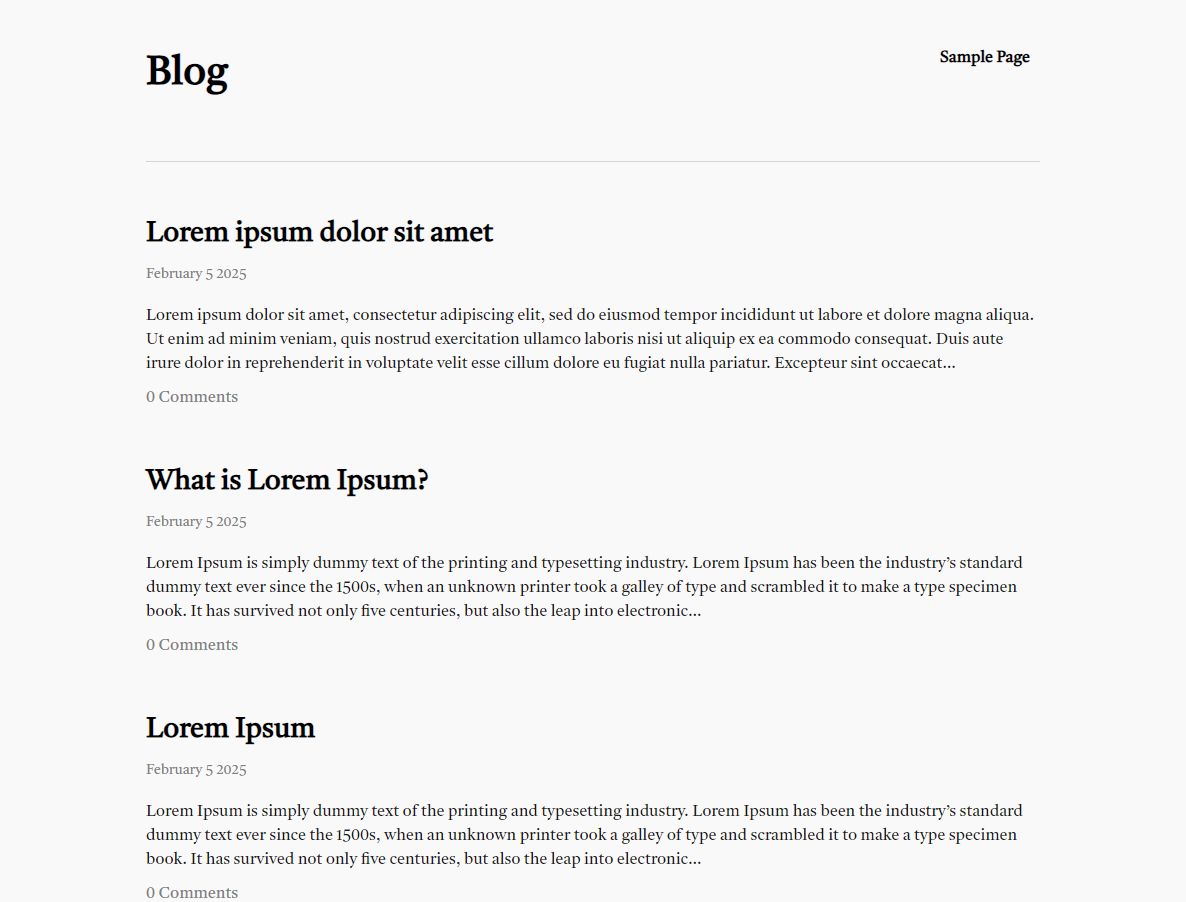 Blog
Sample Page
Lorem ipsum dolor sit amet
February 5 2025
Lorem ipsum dolor sit amet, consectetur adipiscing elit, sed do eiusmod tempor incididunt ut labore et dolore magna aliqua.
Ut enim ad minim veniam, quis nostrud exercitation ullamco laboris nisi ut aliquip ex ea commodo consequat. Duis aute
irure dolor in reprehenderit in voluptate velit esse cillum dolore eu fugiat nulla pariatur. Excepteur sint occaecat…
0 Comments
What is Lorem Ipsum?
February 5 2025
Lorem Ipsum is simply dummy text of the printing and typesetting industry. Lorem Ipsum has been the industry’s standard
dummy text ever since the 1500s, when an unknown printer took a galley of type and scrambled it to make a type specimen
book. It has survived not only five centuries, but also the leap into electronic…
0 Comments
Lorem Ipsum
February 5 2025
Lorem Ipsum is simply dummy text of the printing and typesetting industry. Lorem Ipsum has been the industry’s standard
dummy text ever since the 1500s, when an unknown printer took a galley of type and scrambled it to make a type specimen
book. It has survived not only five centuries, but also the leap into electronic…
0 Comments